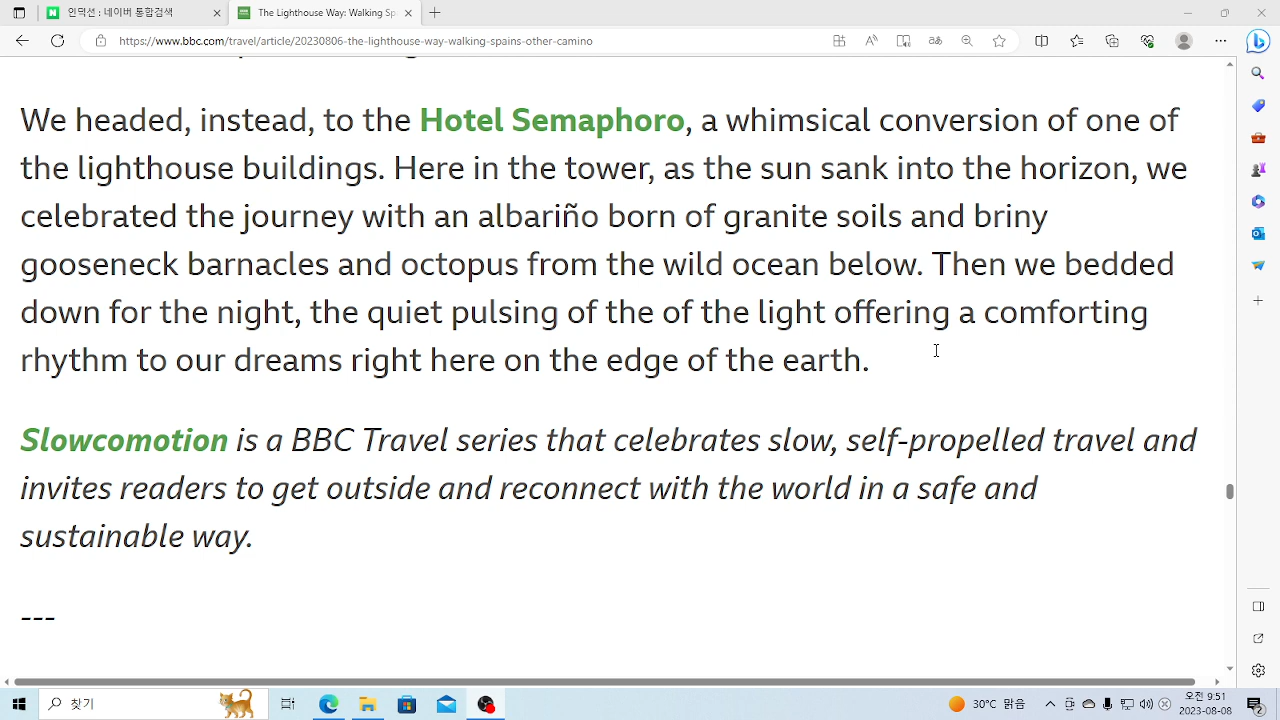 인덕션 : 네이버 통합검색
The Lighthouse Way: Walking Sp
https://www.bbc.com/travel/article/20230806-the-lighthouse-way-walking-spains-other-camino
We headed, instead, to the Hotel Semaphoro, a whimsical conversion of one of
the lighthouse buildings. Here in the tower, as the sun sank into the horizon, we
celebrated the journey with an albariño born of granite soils and briny
gooseneck barnacles and octopus from the wild ocean below. Then we bedded
down for the night, the quiet pulsing of the of the light offering a comforting
rhythm to our dreams right here on the edge of the earth.
Slowcomotion is a BBC Travel series that celebrates slow, self-propelled travel and
invites readers to get outside and reconnect with the world in a safe and
sustainable way.
---
찾기
30°C 맑음
오전 9:51
2023-08-08
2